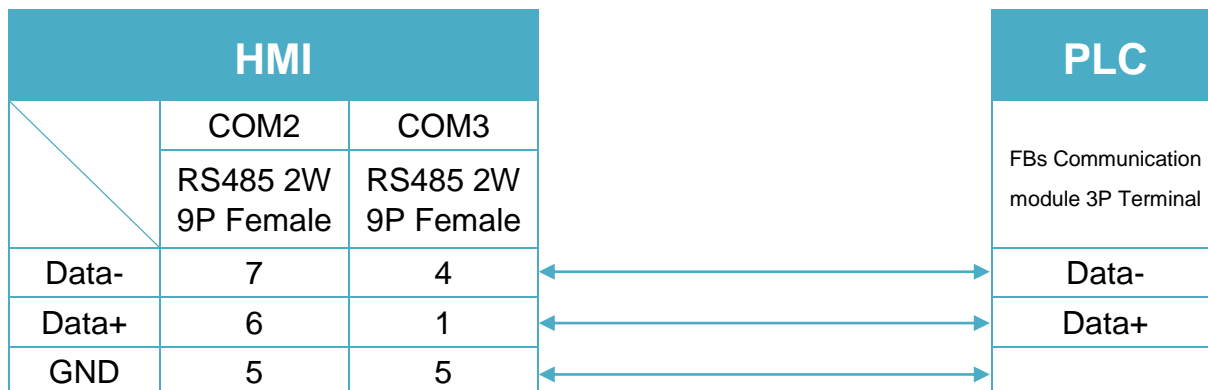 HMI PLC
COM2 COM3
RS485 2W RS485 2W
9P Female 9P Female
FBs Communication
module 3P Terminal
Data- 7 4 Data-
Data+ 6 1 Data+
GND 5 5